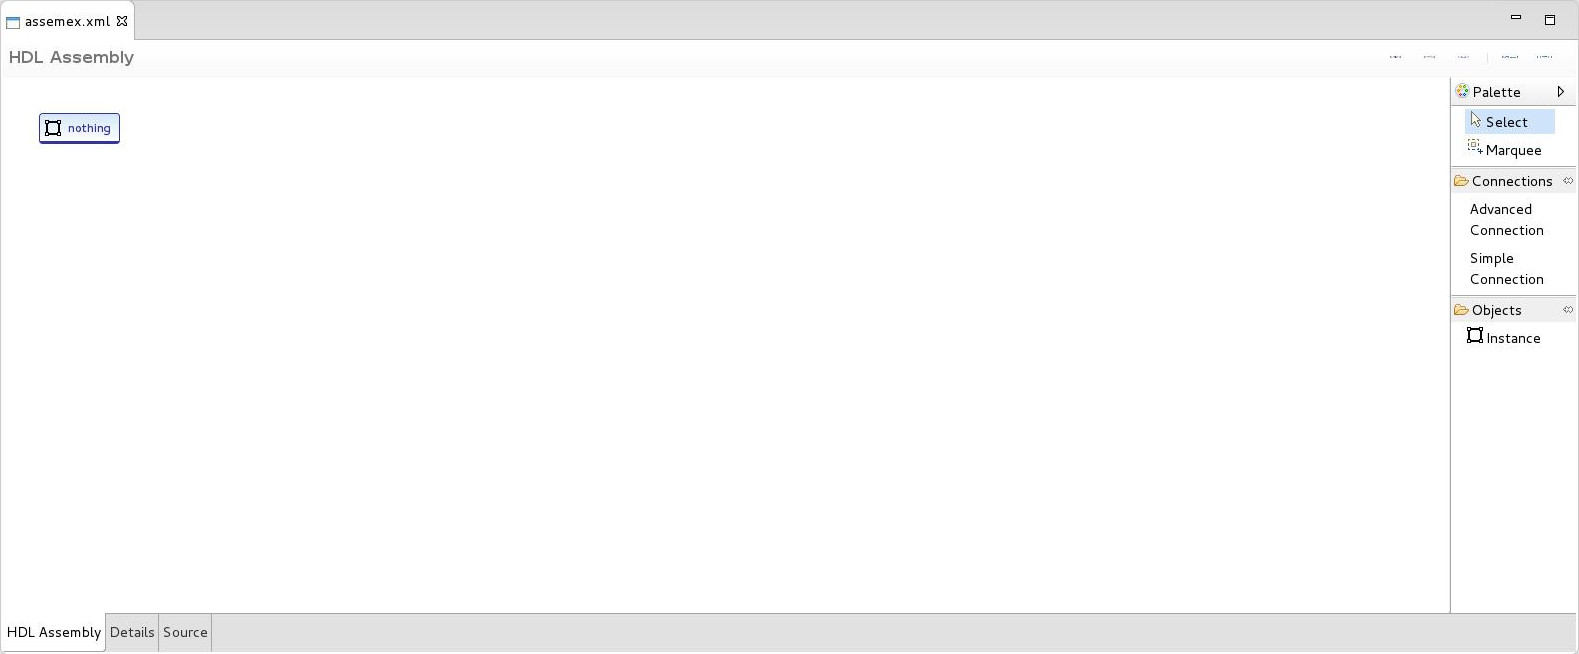 assemex.xml
HDL Assembly
nothing
Palette
Select
Marquee
Connections
Advanced
Connection
Simple
Connection
Objects
Instance
HDL Assembly
Details
Source